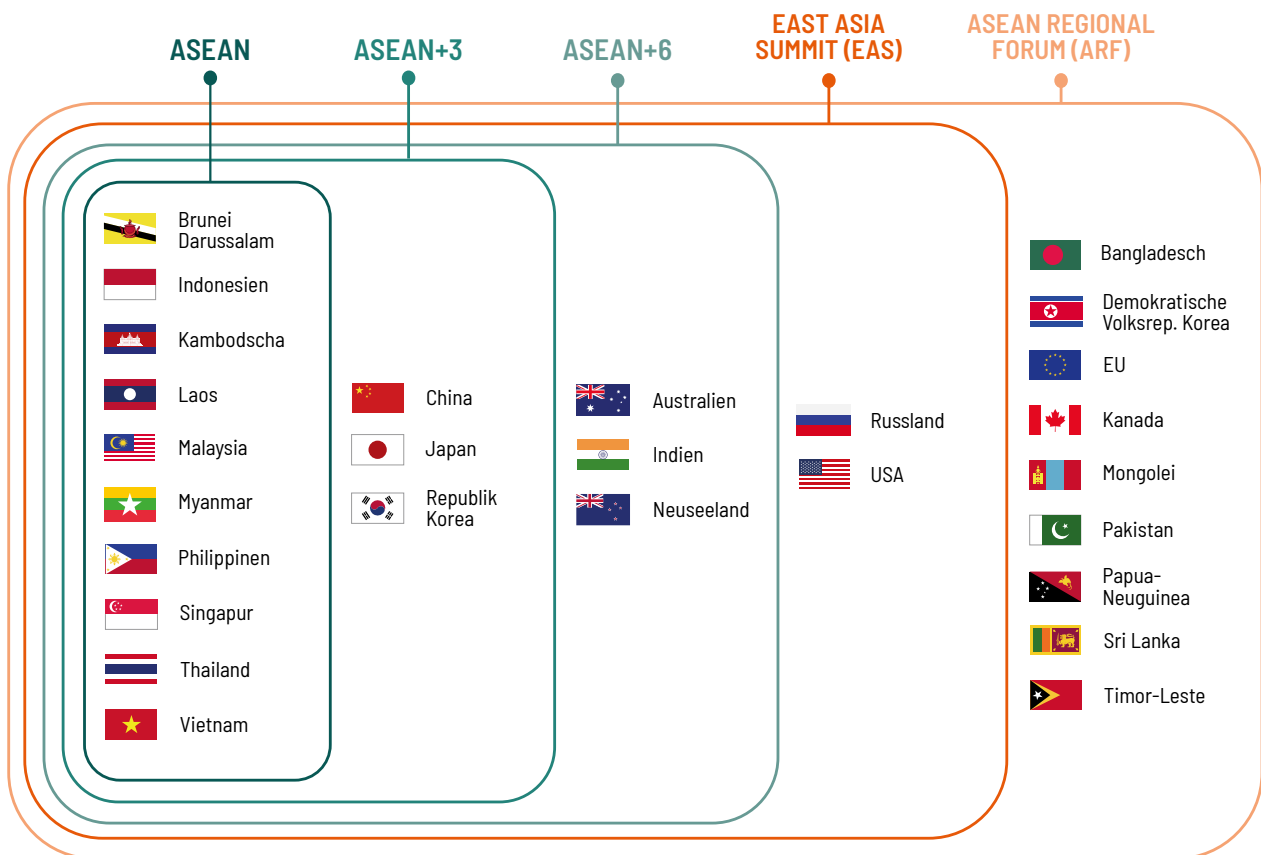 ASEAN
ASEAN+3
ASEAN+6
EAST ASIA
SUMMIT (EAS)
ASEAN REGIONAL
FORUM (ARF)
Brunei
Darussalam
Indonesien
Kambodscha
Laos
Malaysia
Myanmar
Philippinen
Singapur
Thailand
Vietnam
China
Japan
Republik
Korea
Australien
Indien
Neuseeland
Russland
USA
Bangladesch
Demokratische
Volksrep. Korea
EU
Kanada
Mongolei
Pakistan
Papua-
Neuguinea
Sri Lanka
Timor-Leste